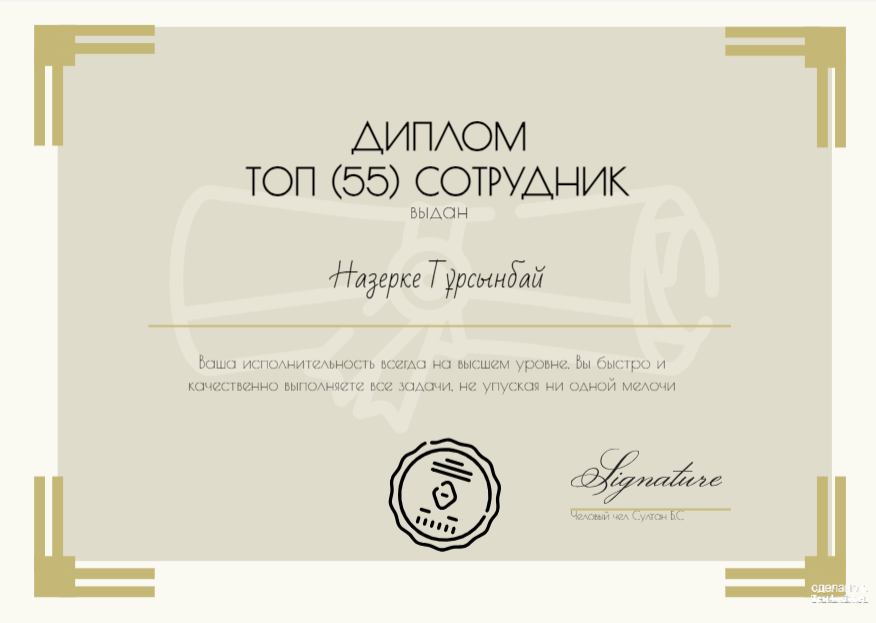 ДИПЛОМ
ТОП (55) СОТРУДНИК
выдан
Назерке Тұрсынбай
Ваша исполнительность всегда на высшем уровне. Вы быстро и
качественно выполняете все задачи, не упуская ни одной мелочи
Signature
Человый чел Султан Б.С.
сделано